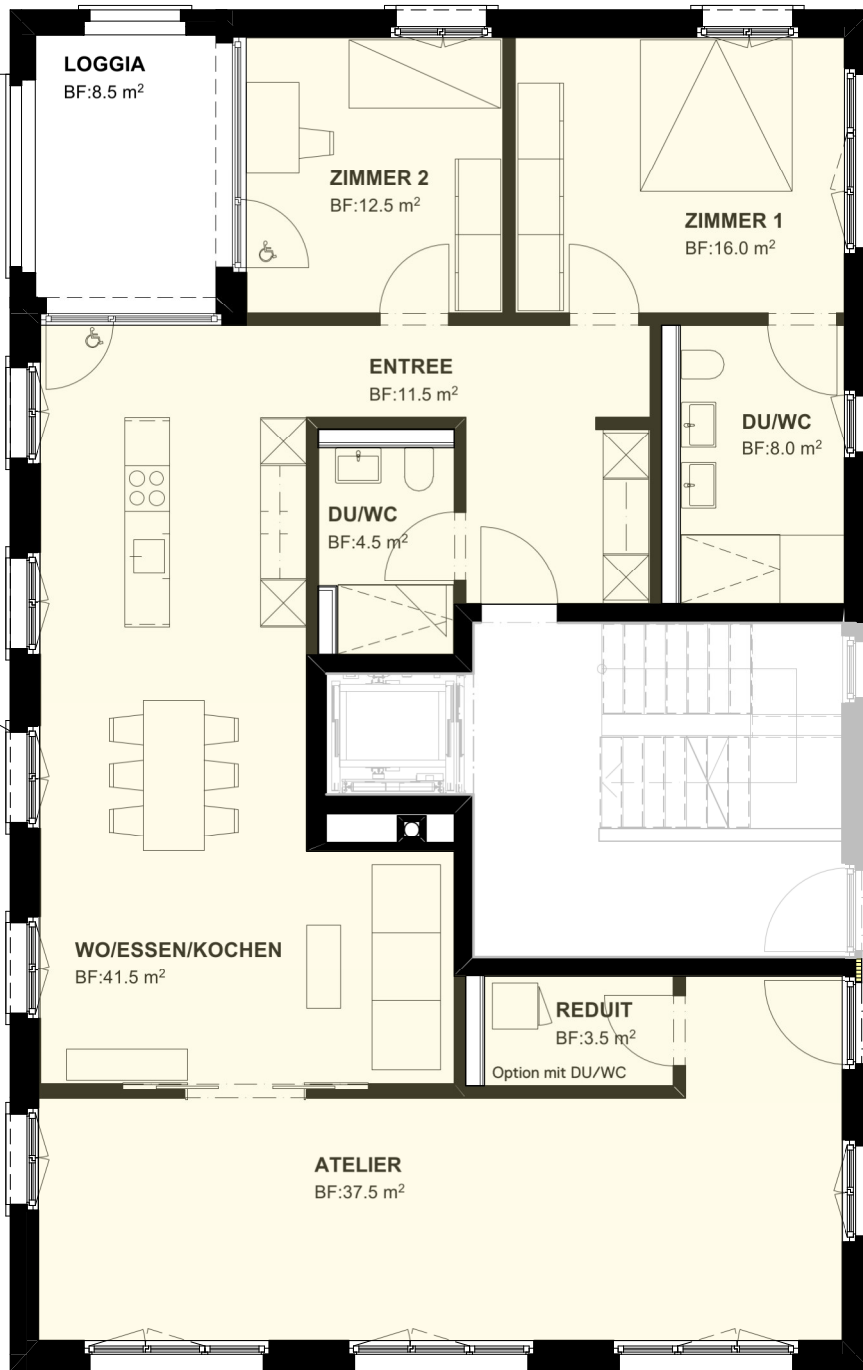 LOGGIA
BF:8.5 m²
ZIMMER 2
BF:12.5 m²
ZIMMER 1
BF:16.0 m²
ENTREE
BF:11.5 m²
DU/WC
BF:8.0 m²
DU/WC
BF:4.5 m²
WO/ESSEN/KOCHEN
BF:41.5 m²
REDUIT
BF:3.5 m²
Option mit DU/WC
ATELIER
BF:37.5 m²